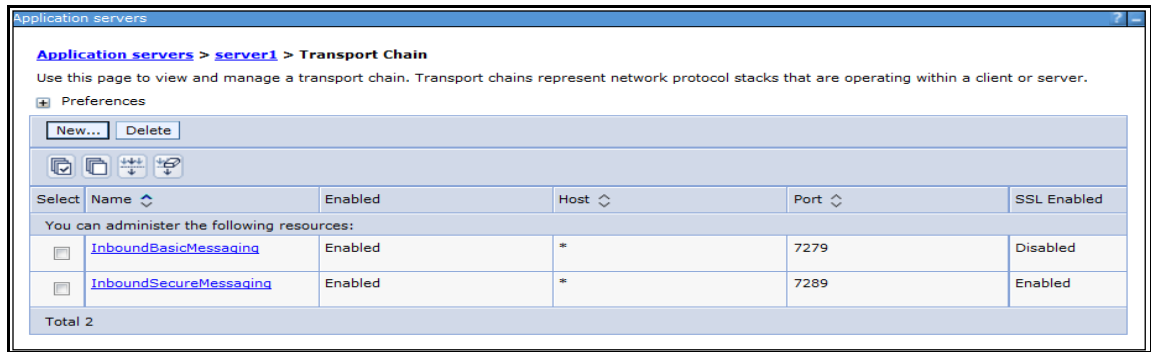 Application servers ? –
Application servers > server1 > Transport Chain
Use this page to view and manage a transport chain. Transport chains represent network protocol stacks that are operating within a client or server.
+ Preferences
New... Delete
Select Name Enabled Host Port SSL Enabled
You can administer the following resources:
InboundBasicMessaging Enabled * 7279 Disabled
InboundSecureMessaging Enabled * 7289 Enabled
Total 2